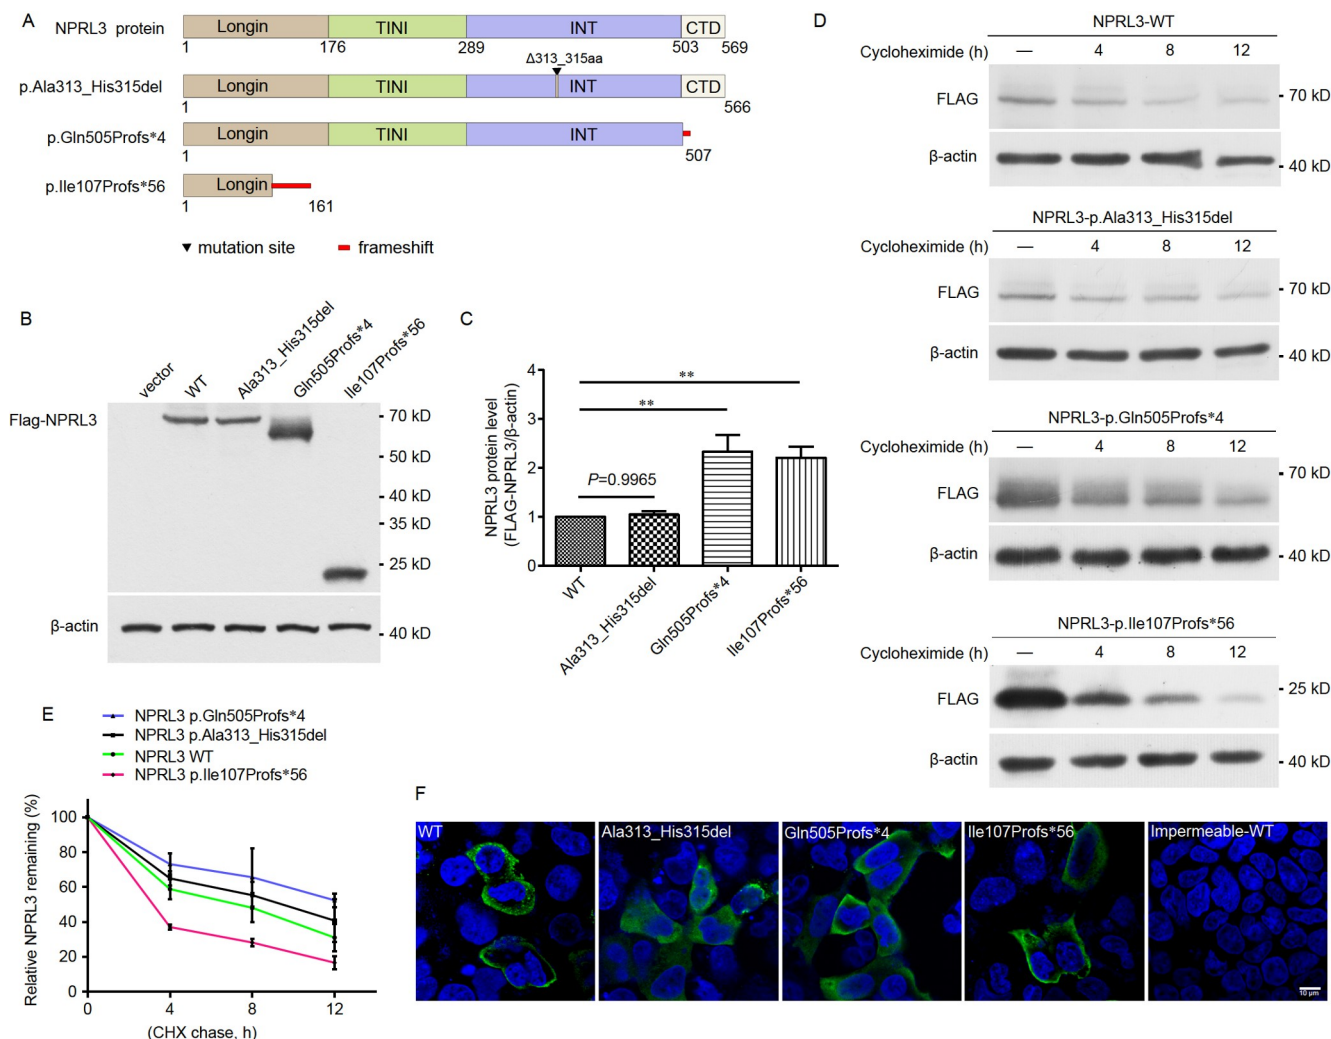 A
NPRL3 protein
Longin
TINI
INT
CTD
1
176
289
503
569
Δ313_315aa
p.Ala313_His315del
Longin
TINI
INT
CTD
1
566
p.Gln505Profs*4
Longin
TINI
INT
1
507
p.Ile107Profs*56
Longin
1
161
mutation site
frameshift
B
vector
WT
Ala313_His315del
Gln505Profs*4
Ile107Profs*56
Flag-NPRL3
70 kD
50 kD
40 kD
35 kD
25 kD
β-actin
40 kD
C
NPRL3 protein level
(FLAG-NPRL3/β-actin)
4
3
2
1
0
**
**
P=0.9965
WT
Ala313_His315del
Gln505Profs*4
Ile107Profs*56
D
NPRL3-WT
Cycloheximide (h) — 4 8 12
FLAG
70 kD
β-actin
40 kD
NPRL3-p.Ala313_His315del
Cycloheximide (h) — 4 8 12
FLAG
70 kD
β-actin
40 kD
NPRL3-p.Gln505Profs*4
Cycloheximide (h) — 4 8 12
FLAG
70 kD
β-actin
40 kD
NPRL3-p.Ile107Profs*56
Cycloheximide (h) — 4 8 12
FLAG
25 kD
β-actin
40 kD
E
NPRL3 p.Gln505Profs*4
NPRL3 p.Ala313_His315del
NPRL3 WT
NPRL3 p.Ile107Profs*56
Relative NPRL3 remaining (%)
100
80
60
40
20
0
0 4 8 12
(CHX chase, h)
F
WT
Ala313_His315del
Gln505Profs*4
Ile107Profs*56
Impermeable-WT
10 μm